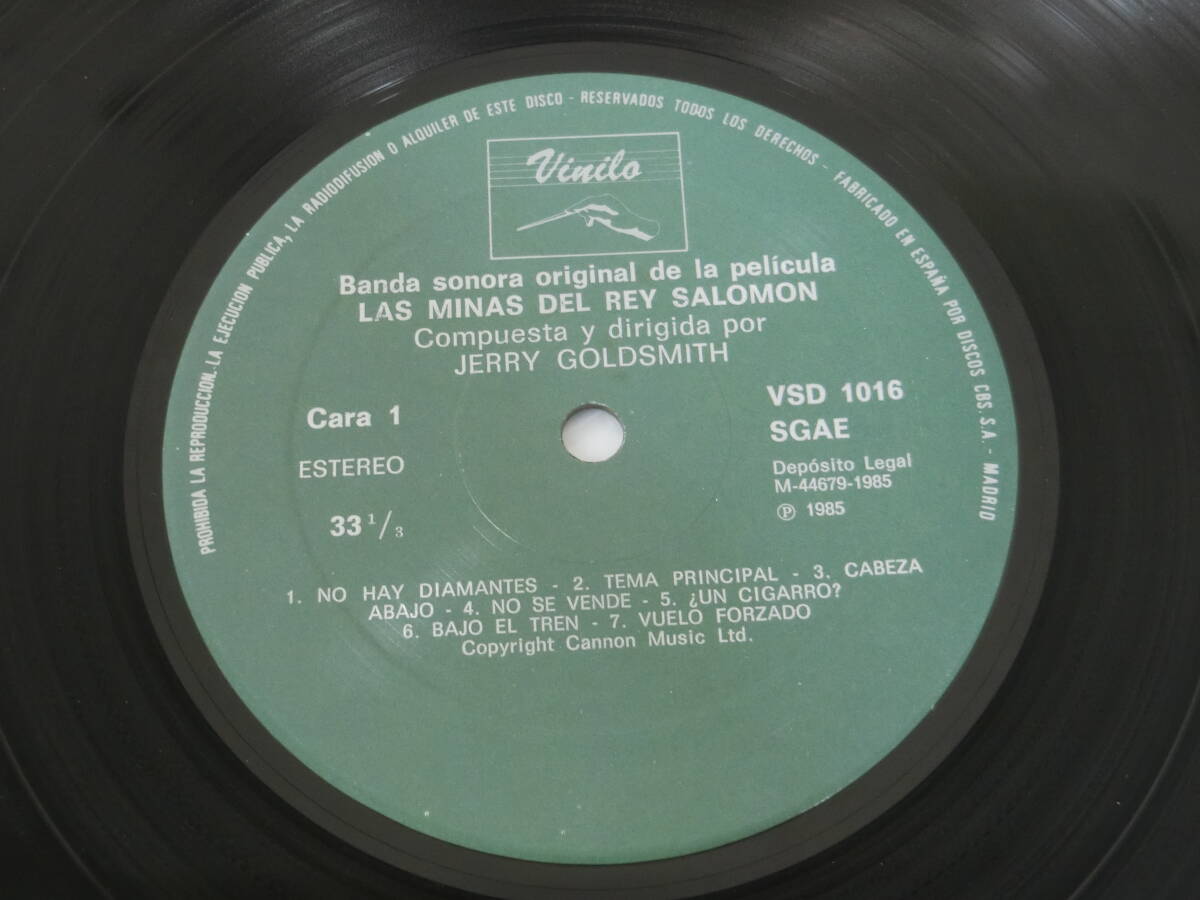 PROHIBIDA LA REPRODUCCION.-LA EJECUCION PUBLICA, LA RADIODIFUSION O ALQUILER DE ESTE DISCO - RESERVADOS TODOS LOS DERECHOS - FABRICADO EN ESPAÑA POR DISCOS CBS. S.A. - MADRID
Vinilo
Banda sonora original de la película
LAS MINAS DEL REY SALOMON
Compuesta y dirigida por
JERRY GOLDSMITH
Cara 1
ESTEREO
33 1/3
VSD 1016
SGAE
Depósito Legal
M-44679-1985
℗ 1985
1. NO HAY DIAMANTES - 2. TEMA PRINCIPAL - 3. CABEZA
ABAJO - 4. NO SE VENDE - 5. ¿UN CIGARRO?
6. BAJO EL TREN - 7. VUELO FORZADO
Copyright Cannon Music Ltd.